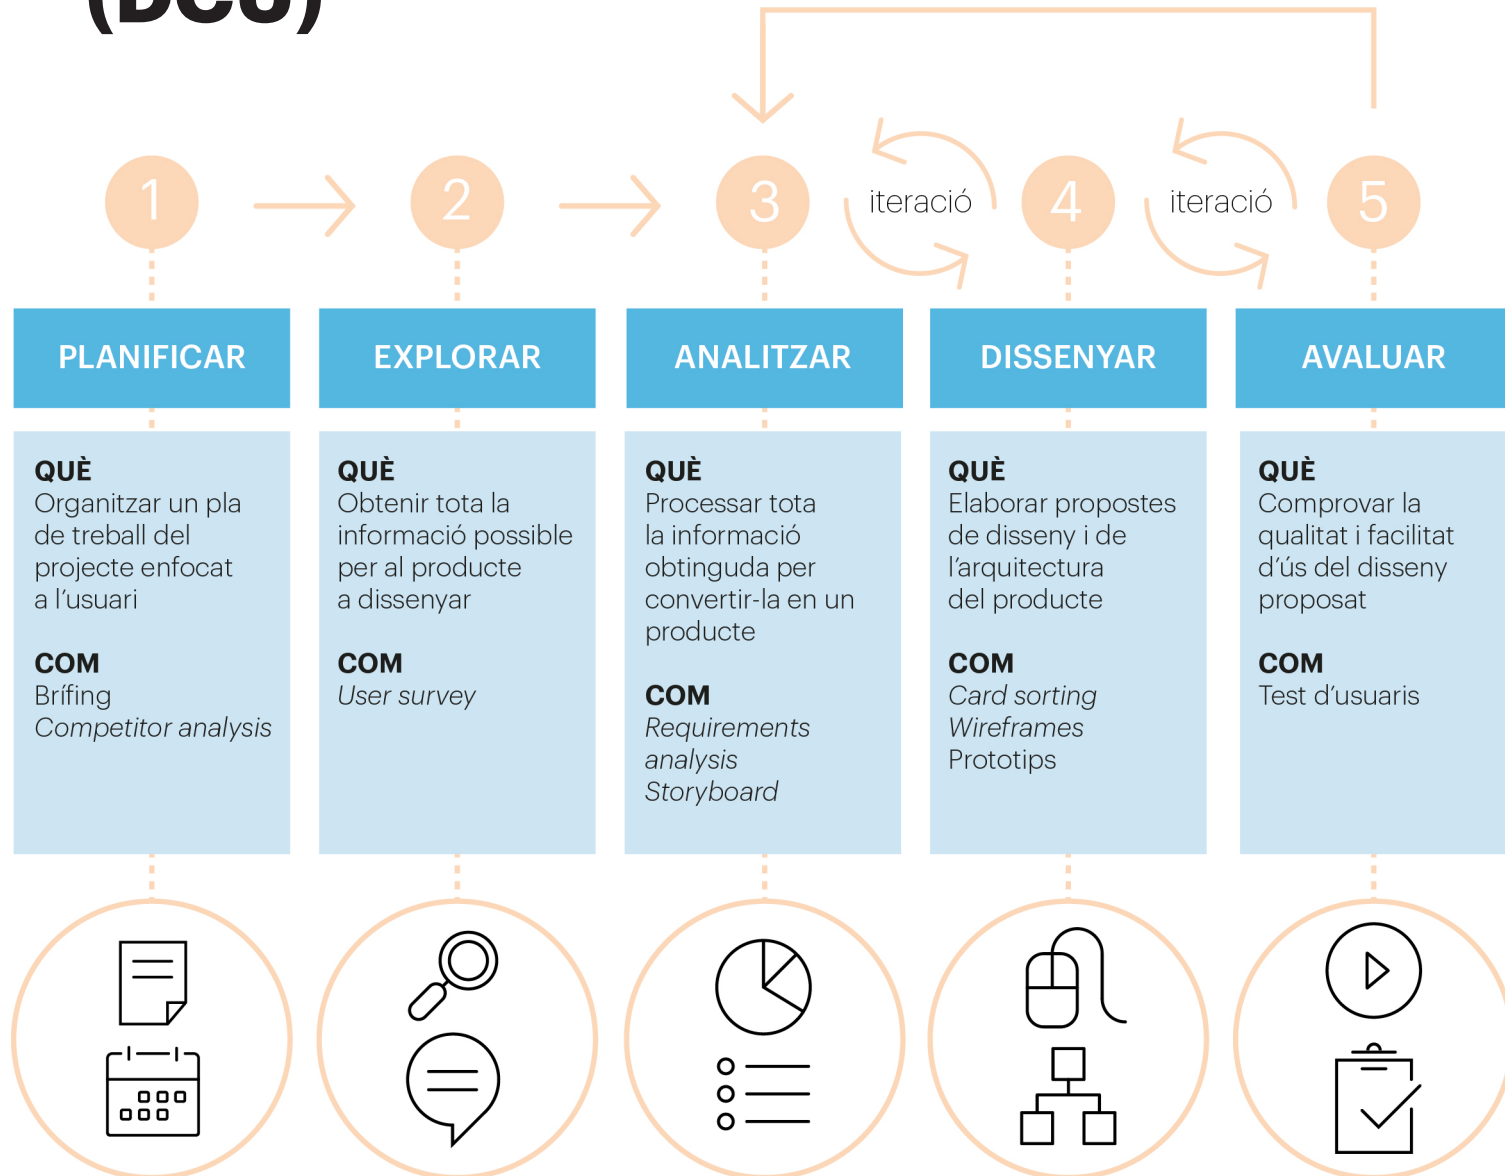 (DCU)
1
2
3
iteració
4
iteració
5
PLANIFICAR
EXPLORAR
ANALITZAR
DISSENYAR
AVALUAR
QUÈ
Organitzar un pla
de treball del
projecte enfocat
a l’usuari
COM
Brífing
Competitor analysis
QUÈ
Obtenir tota la
informació possible
per al producte
a dissenyar
COM
User survey
QUÈ
Processar tota
la informació
obtinguda per
convertir-la en un
producte
COM
Requirements
analysis
Storyboard
QUÈ
Elaborar propostes
de disseny i de
l’arquitectura
del producte
COM
Card sorting
Wireframes
Prototips
QUÈ
Comprovar la
qualitat i facilitat
d’ús del disseny
proposat
COM
Test d’usuaris